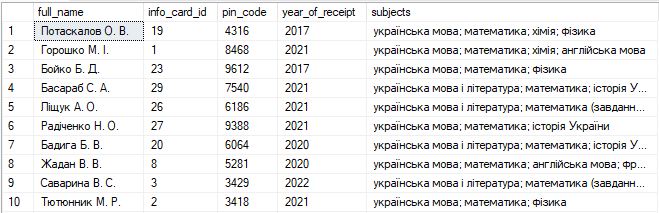 full_name info_card_id pin_code year_of_receipt subjects
1 Потаскалов О. В. 19 4316 2017 українська мова; математика; хімія; фізика
2 Горошко М. І. 1 8468 2021 українська мова; математика; хімія; англійська мова
3 Бойко Б. Д. 23 9612 2017 українська мова; математика; фізика
4 Басараб С. А. 29 7540 2021 українська мова і література; математика; історія У...
5 Ліщук А. О. 26 6186 2021 українська мова і література; математика (завданн...
6 Радіченко Н. О. 27 9388 2021 українська мова; математика; історія України
7 Бадига Б. В. 20 6064 2020 українська мова і література; математика; історія У...
8 Жадан В. В. 8 5281 2020 українська мова; математика; англійська мова; фр...
9 Саварина В. С. 3 3429 2022 українська мова і література; математика (завданн...
10 Тютюнник М. Р. 2 3418 2021 українська мова; математика; фізика